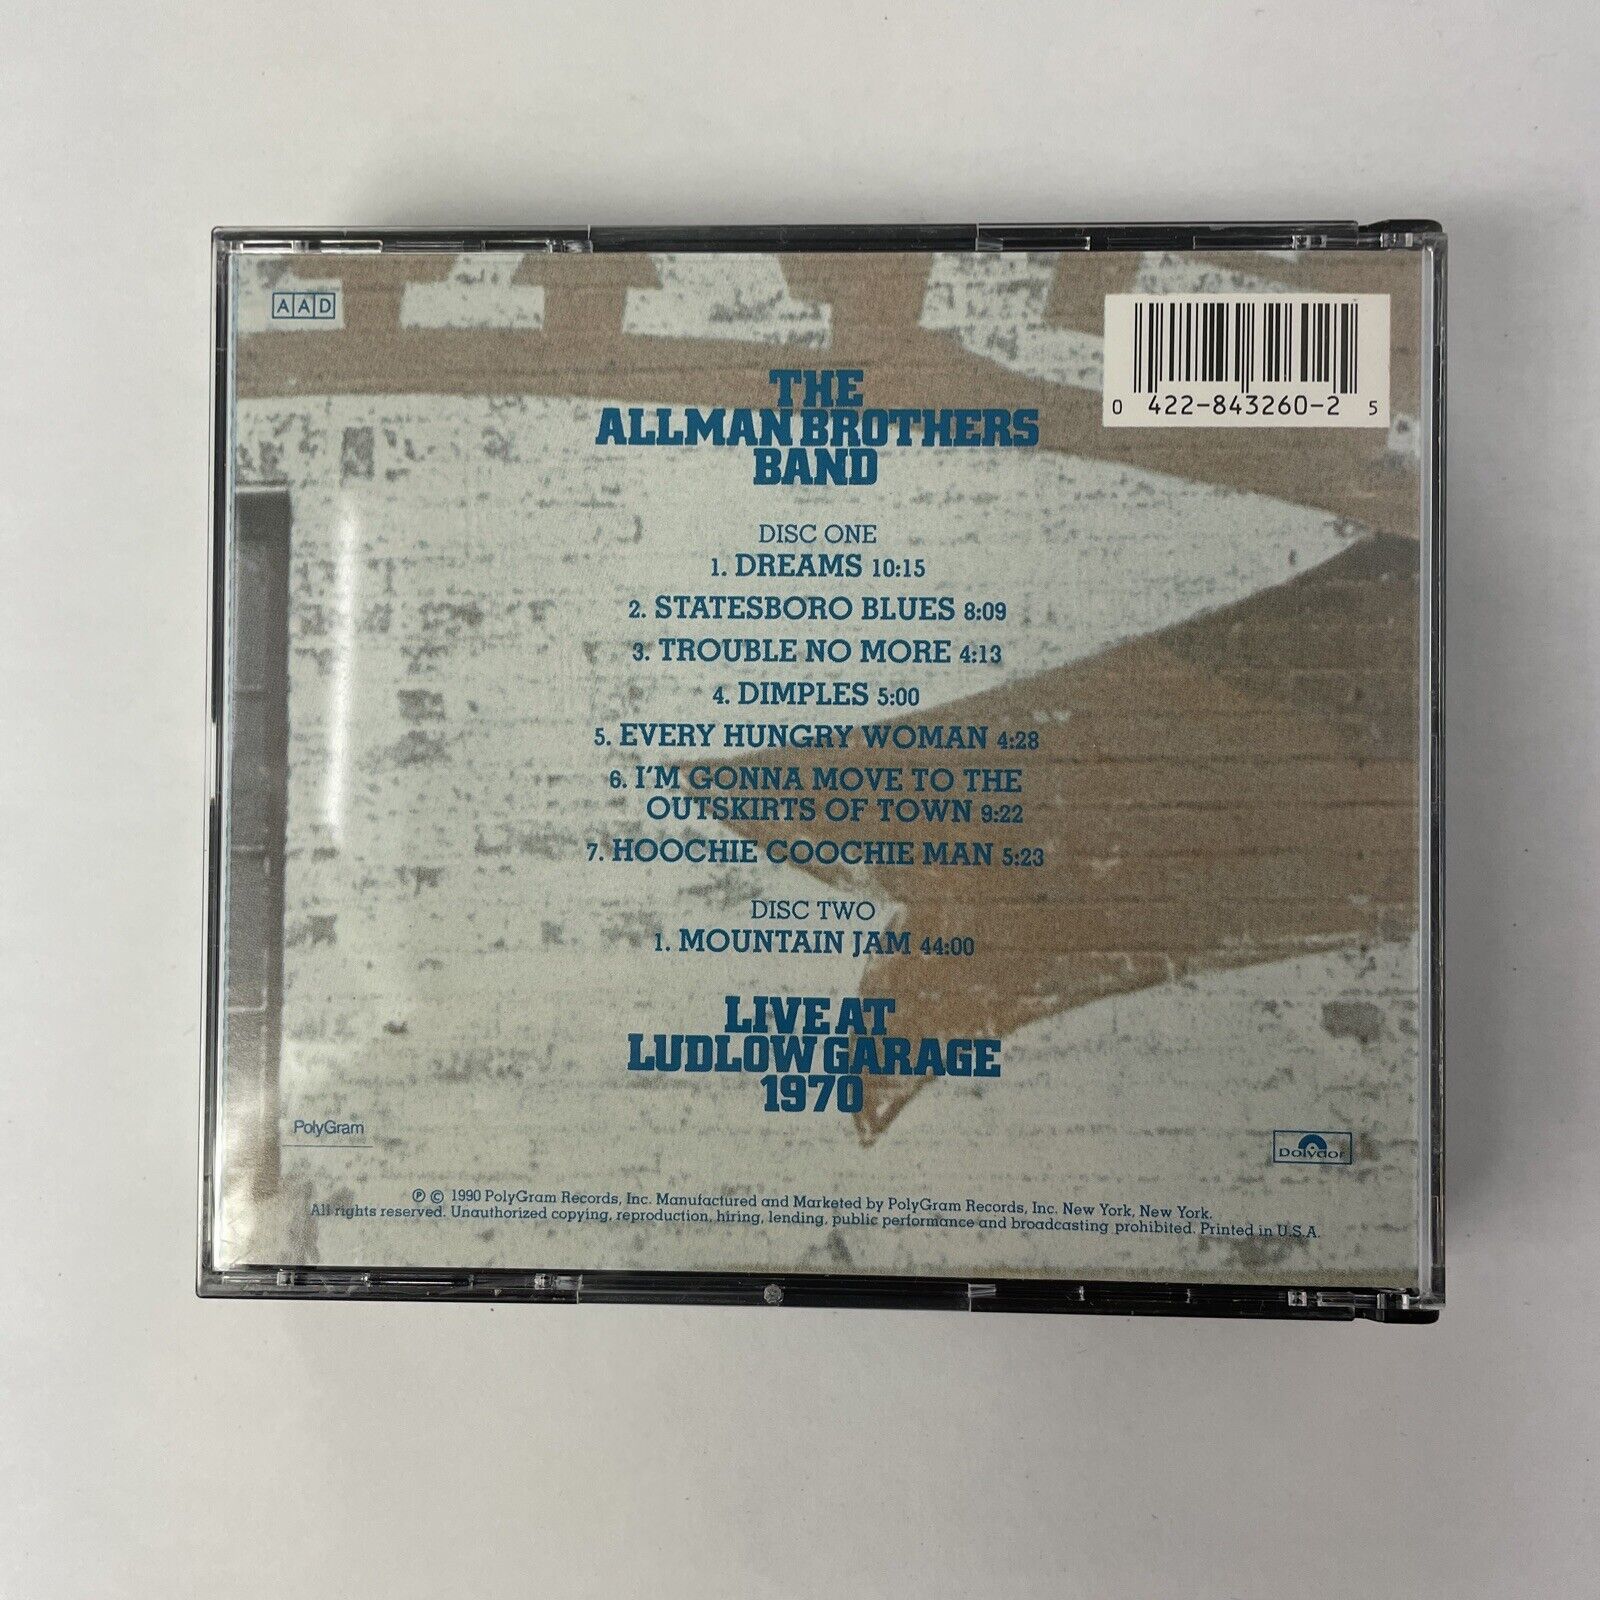 AAD
0 422-843260-2 5
THE
ALLMAN BROTHERS
BAND
DISC ONE
1. DREAMS 10:15
2. STATESBORO BLUES 8:09
3. TROUBLE NO MORE 4:13
4. DIMPLES 5:00
5. EVERY HUNGRY WOMAN 4:28
6. I'M GONNA MOVE TO THE
OUTSKIRTS OF TOWN 9:22
7. HOOCHIE COOCHIE MAN 5:23
DISC TWO
1. MOUNTAIN JAM 44:00
LIVE AT
LUDLOW GARAGE
1970
PolyGram
Polydor
℗ © 1990 PolyGram Records, Inc. Manufactured and Marketed by PolyGram Records, Inc. New York, New York.
All rights reserved. Unauthorized copying, reproduction, hiring, lending, public performance and broadcasting prohibited. Printed in U.S.A.